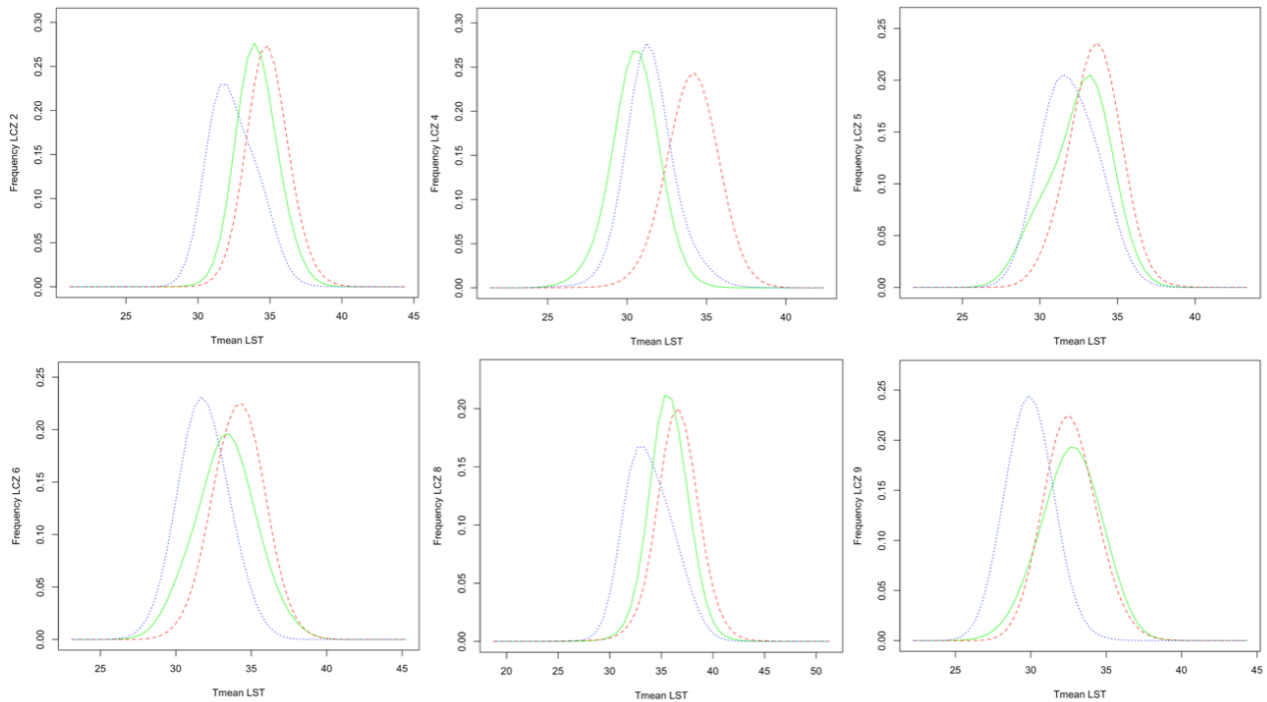 Frequency LCZ 2
0.00 0.05 0.10 0.15 0.20 0.25 0.30
25 30 35 40 45
Tmean LST
Frequency LCZ 4
0.00 0.05 0.10 0.15 0.20 0.25 0.30
25 30 35 40
Tmean LST
Frequency LCZ 5
0.00 0.05 0.10 0.15 0.20 0.25
25 30 35 40
Tmean LST
Frequency LCZ 6
0.00 0.05 0.10 0.15 0.20 0.25
25 30 35 40 45
Tmean LST
Frequency LCZ 8
0.00 0.05 0.10 0.15 0.20
20 25 30 35 40 45 50
Tmean LST
Frequency LCZ 9
0.00 0.05 0.10 0.15 0.20 0.25
25 30 35 40 45
Tmean LST